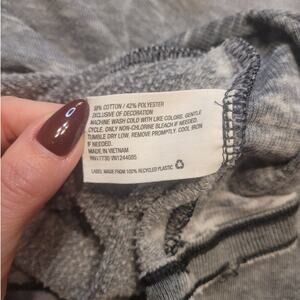 58% COTTON / 42% POLYESTER
EXCLUSIVE OF DECORATION
MACHINE WASH COLD WITH LIKE COLORS, GENTLE
CYCLE. ONLY NON-CHLORINE BLEACH IF NEEDED.
TUMBLE DRY LOW. REMOVE PROMPTLY. COOL IRON
IF NEEDED.
MADE IN VIETNAM
VN1244085
LABEL MADE FROM 100% RECYCLED PLASTIC